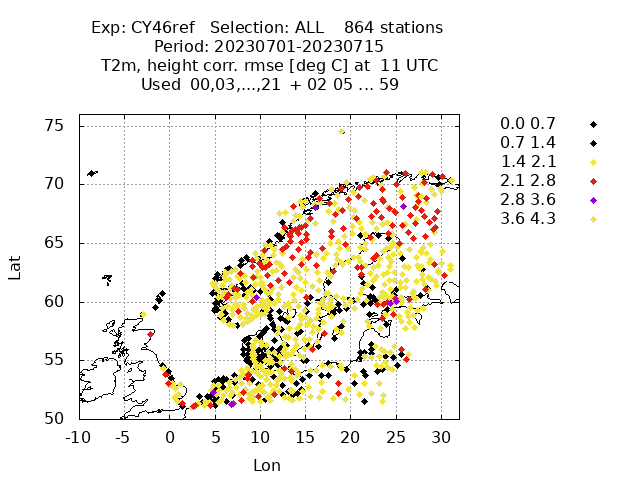 Exp: CY46ref   Selection: ALL    864 stations
Period: 20230701-20230715
T2m, height corr. rmse [deg C] at  11 UTC
Used  00,03,...,21  + 02 05 ... 59
0.0 0.7
0.7 1.4
1.4 2.1
2.1 2.8
2.8 3.6
3.6 4.3
75
70
65
60
55
50
Lat
-10 -5 0 5 10 15 20 25 30
Lon